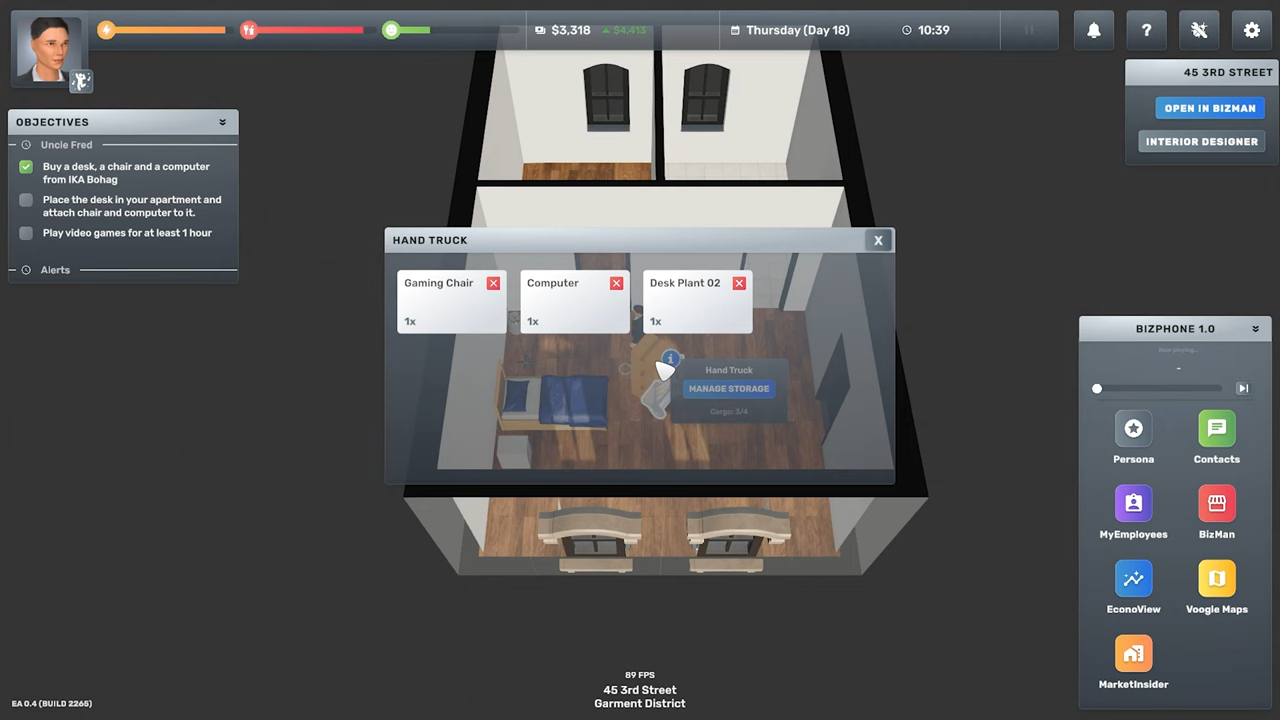 $3,318
$4,413
Thursday (Day 18)
10:39
?
45 3RD STREET
OPEN IN BIZMAN
INTERIOR DESIGNER
OBJECTIVES
Uncle Fred
Buy a desk, a chair and a computer
from IKA Bohag
Place the desk in your apartment and
attach chair and computer to it.
Play video games for at least 1 hour
Alerts
HAND TRUCK
X
Gaming Chair
1x
Computer
1x
Desk Plant 02
1x
Hand Truck
MANAGE STORAGE
Cargo: 3/4
BIZPHONE 1.0
Now playing...
-
Persona
Contacts
MyEmployees
BizMan
EconoView
Voogle Maps
MarketInsider
89 FPS
45 3rd Street
Garment District
EA 0.4 (BUILD 2265)